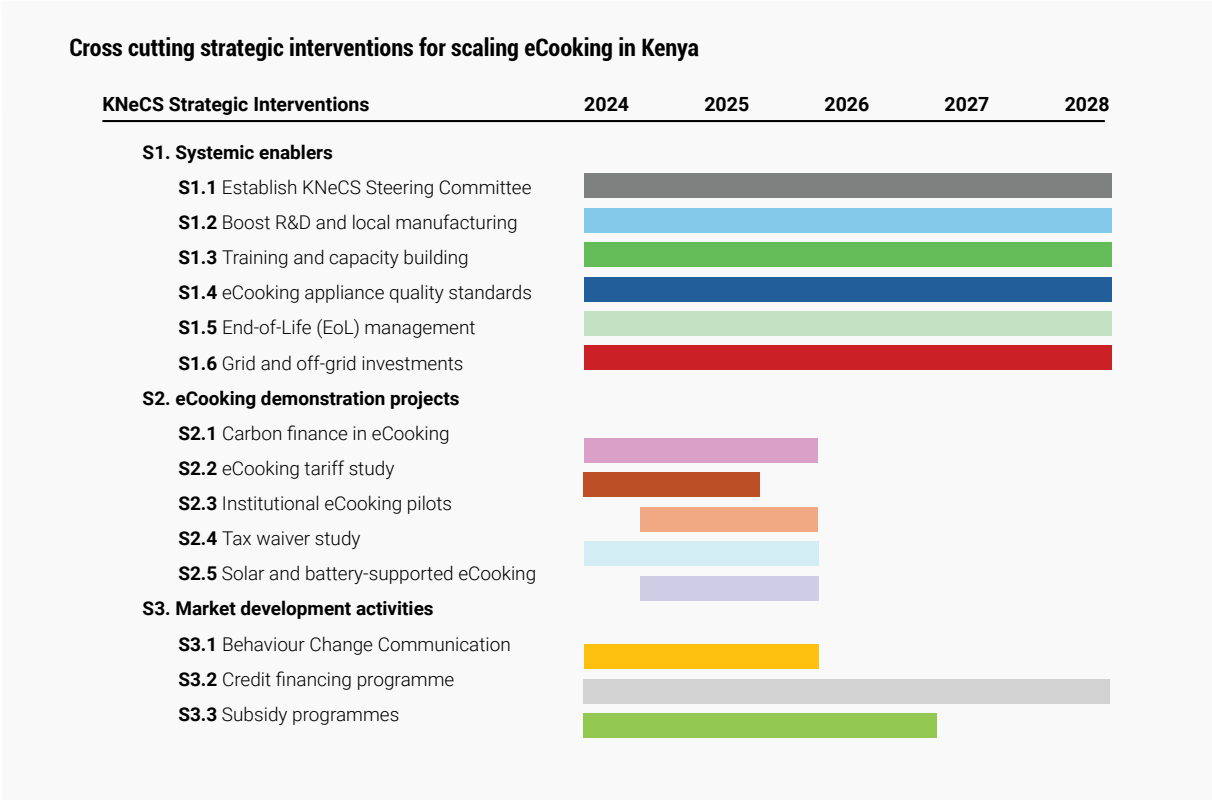 Cross cutting strategic interventions for scaling eCooking in Kenya
KNeCS Strategic Interventions 2024 2025 2026 2027 2028
S1. Systemic enablers
S1.1 Establish KNeCS Steering Committee
S1.2 Boost R&D and local manufacturing
S1.3 Training and capacity building
S1.4 eCooking appliance quality standards
S1.5 End-of-Life (EoL) management
S1.6 Grid and off-grid investments
S2. eCooking demonstration projects
S2.1 Carbon finance in eCooking
S2.2 eCooking tariff study
S2.3 Institutional eCooking pilots
S2.4 Tax waiver study
S2.5 Solar and battery-supported eCooking
S3. Market development activities
S3.1 Behaviour Change Communication
S3.2 Credit financing programme
S3.3 Subsidy programmes